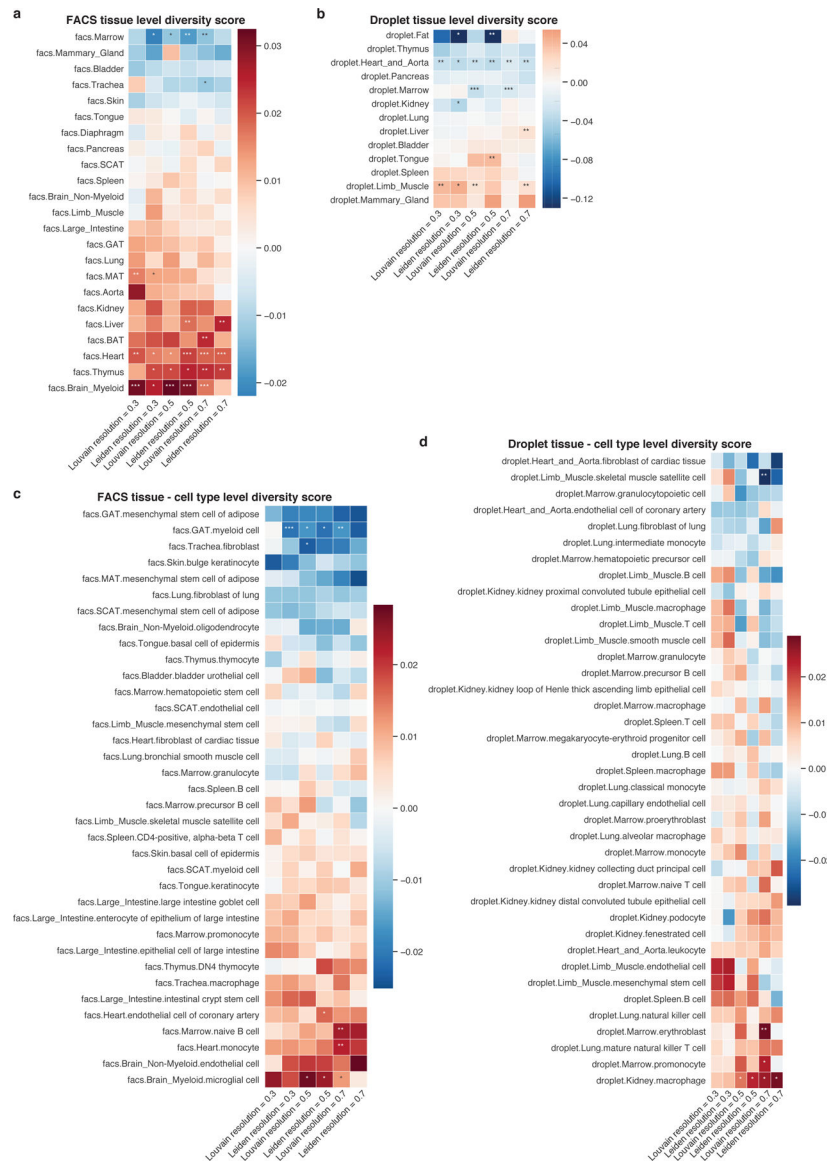 a
FACS tissue level diversity score
facs.Marrow
facs.Mammary_Gland
facs.Bladder
facs.Trachea
facs.Skin
facs.Tongue
facs.Diaphragm
facs.Pancreas
facs.SCAT
facs.Spleen
facs.Brain_Non-Myeloid
facs.Limb_Muscle
facs.Large_Intestine
facs.GAT
facs.Lung
facs.MAT
facs.Aorta
facs.Kidney
facs.Liver
facs.BAT
facs.Heart
facs.Thymus
facs.Brain_Myeloid
Louvain resolution = 0.3
Leiden resolution = 0.3
Louvain resolution = 0.5
Leiden resolution = 0.5
Louvain resolution = 0.7
Leiden resolution = 0.7
0.03
0.02
0.01
0.00
−0.01
−0.02
b
Droplet tissue level diversity score
droplet.Fat
droplet.Thymus
droplet.Heart_and_Aorta
droplet.Pancreas
droplet.Marrow
droplet.Kidney
droplet.Lung
droplet.Liver
droplet.Bladder
droplet.Tongue
droplet.Spleen
droplet.Limb_Muscle
droplet.Mammary_Gland
Louvain resolution = 0.3
Leiden resolution = 0.3
Louvain resolution = 0.5
Leiden resolution = 0.5
Louvain resolution = 0.7
Leiden resolution = 0.7
0.04
0.00
−0.04
−0.08
−0.12
c
FACS tissue - cell type level diversity score
facs.GAT.mesenchymal stem cell of adipose
facs.GAT.myeloid cell
facs.Trachea.fibroblast
facs.Skin.bulge keratinocyte
facs.MAT.mesenchymal stem cell of adipose
facs.Lung.fibroblast of lung
facs.SCAT.mesenchymal stem cell of adipose
facs.Brain_Non-Myeloid.oligodendrocyte
facs.Tongue.basal cell of epidermis
facs.Thymus.thymocyte
facs.Bladder.bladder urothelial cell
facs.Marrow.hematopoietic stem cell
facs.SCAT.endothelial cell
facs.Limb_Muscle.mesenchymal stem cell
facs.Heart.fibroblast of cardiac tissue
facs.Lung.bronchial smooth muscle cell
facs.Marrow.granulocyte
facs.Spleen.B cell
facs.Marrow.precursor B cell
facs.Limb_Muscle.skeletal muscle satellite cell
facs.Spleen.CD4-positive, alpha-beta T cell
facs.Skin.basal cell of epidermis
facs.SCAT.myeloid cell
facs.Tongue.keratinocyte
facs.Large_Intestine.large intestine goblet cell
facs.Large_Intestine.enterocyte of epithelium of large intestine
facs.Marrow.promonocyte
facs.Large_Intestine.epithelial cell of large intestine
facs.Thymus.DN4 thymocyte
facs.Trachea.macrophage
facs.Large_Intestine.intestinal crypt stem cell
facs.Heart.endothelial cell of coronary artery
facs.Marrow.naive B cell
facs.Heart.monocyte
facs.Brain_Non-Myeloid.endothelial cell
facs.Brain_Myeloid.microglial cell
Louvain resolution = 0.3
Leiden resolution = 0.3
Louvain resolution = 0.5
Leiden resolution = 0.5
Louvain resolution = 0.7
Leiden resolution = 0.7
0.02
0.01
0.00
−0.01
−0.02
d
Droplet tissue - cell type level diversity score
droplet.Heart_and_Aorta.fibroblast of cardiac tissue
droplet.Limb_Muscle.skeletal muscle satellite cell
droplet.Marrow.granulocytopoietic cell
droplet.Heart_and_Aorta.endothelial cell of coronary artery
droplet.Lung.fibroblast of lung
droplet.Lung.intermediate monocyte
droplet.Marrow.hematopoietic precursor cell
droplet.Limb_Muscle.B cell
droplet.Kidney.kidney proximal convoluted tubule epithelial cell
droplet.Limb_Muscle.macrophage
droplet.Limb_Muscle.T cell
droplet.Limb_Muscle.smooth muscle cell
droplet.Marrow.granulocyte
droplet.Marrow.precursor B cell
droplet.Kidney.kidney loop of Henle thick ascending limb epithelial cell
droplet.Marrow.macrophage
droplet.Spleen.T cell
droplet.Marrow.megakaryocyte-erythroid progenitor cell
droplet.Lung.B cell
droplet.Spleen.macrophage
droplet.Lung.classical monocyte
droplet.Lung.capillary endothelial cell
droplet.Marrow.proerythroblast
droplet.Lung.alveolar macrophage
droplet.Marrow.monocyte
droplet.Kidney.kidney collecting duct principal cell
droplet.Marrow.naive T cell
droplet.Kidney.kidney distal convoluted tubule epithelial cell
droplet.Kidney.podocyte
droplet.Kidney.fenestrated cell
droplet.Heart_and_Aorta.leukocyte
droplet.Limb_Muscle.endothelial cell
droplet.Limb_Muscle.mesenchymal stem cell
droplet.Spleen.B cell
droplet.Lung.natural killer cell
droplet.Marrow.erythroblast
droplet.Lung.mature natural killer T cell
droplet.Marrow.promonocyte
droplet.Kidney.macrophage
Louvain resolution = 0.3
Leiden resolution = 0.3
Louvain resolution = 0.5
Leiden resolution = 0.5
Louvain resolution = 0.7
Leiden resolution = 0.7
0.02
0.01
0.00
−0.01